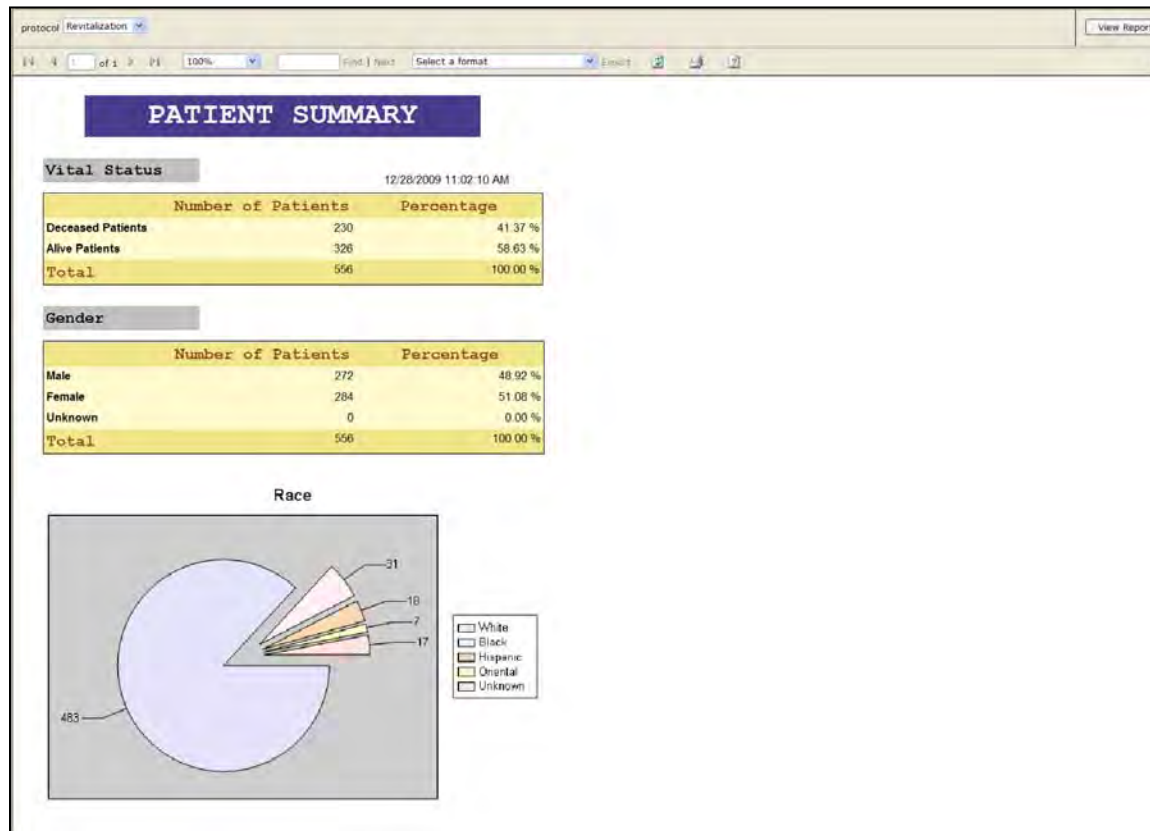 protocol Revitalization View Repor
1 of 1 100% Find | Next Select a format Export
PATIENT SUMMARY
Vital Status
12/28/2009 11:02:10 AM
Number of Patients Percentage
Deceased Patients 230 41.37 %
Alive Patients 326 58.63 %
Total 556 100.00 %
Gender
Number of Patients Percentage
Male 272 48.92 %
Female 284 51.08 %
Unknown 0 0.00 %
Total 556 100.00 %
Race
31
18
7
17
483
White
Black
Hispanic
Oriental
Unknown